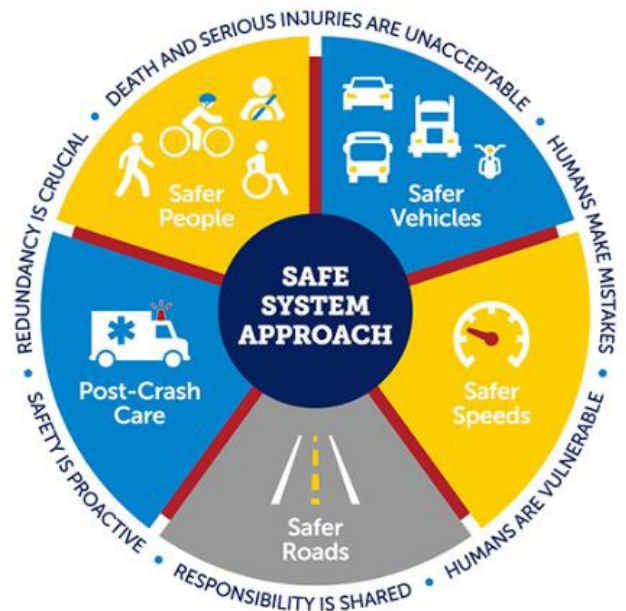 DEATH AND SERIOUS INJURIES ARE UNACCEPTABLE
HUMANS MAKE MISTAKES
HUMANS ARE VULNERABLE
RESPONSIBILITY IS SHARED
SAFETY IS PROACTIVE
REDUNDANCY IS CRUCIAL
Safer
People
Safer
Vehicles
SAFE
SYSTEM
APPROACH
Post-Crash
Care
Safer
Speeds
Safer
Roads